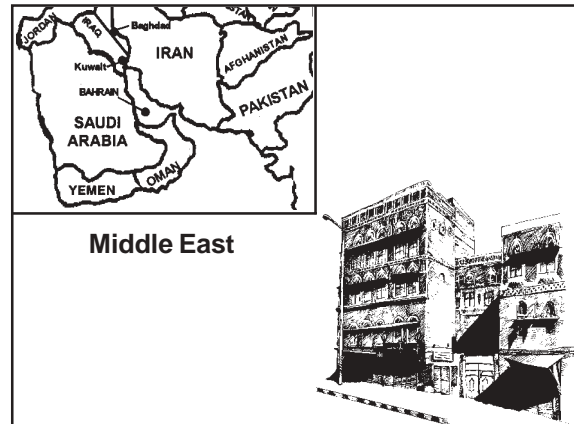 JORDAN
IRAQ
Baghdad
IRAN
AFGHANISTAN
Kuwait
BAHRAIN
PAKISTAN
SAUDI
ARABIA
YEMEN
OMAN
Middle East